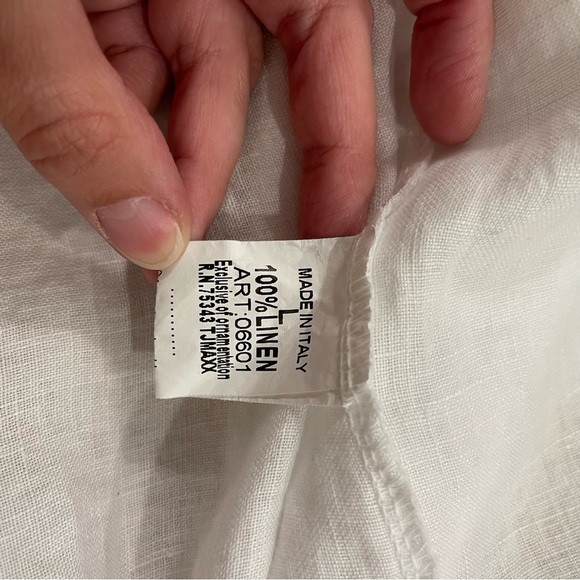 MADE IN ITALY
L
100% LINEN
ART:06601
Exclusive of ornamentation
R.N 75343 TJMAXX
...........